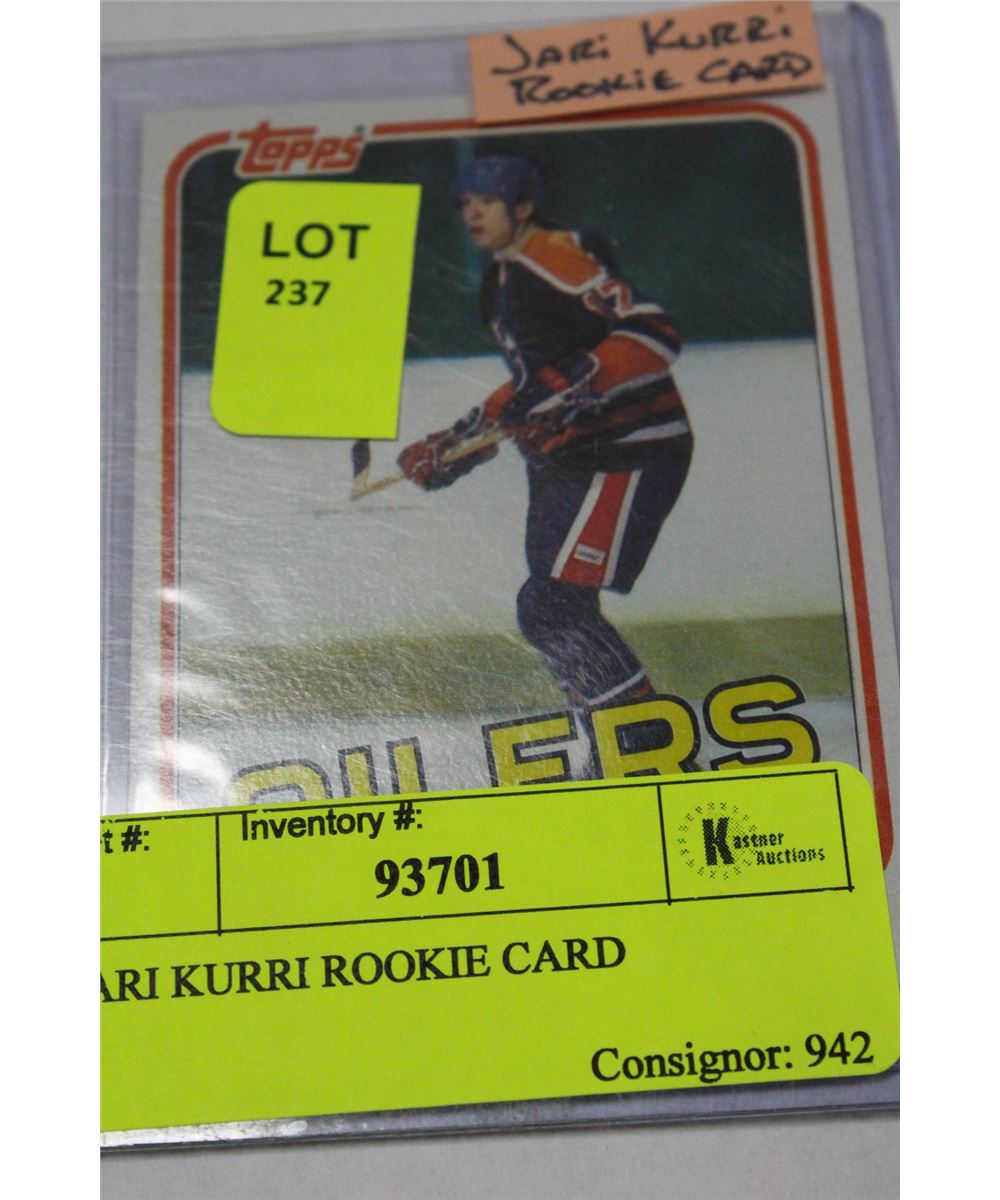 JARi KURRi
ROOKiE CARD
Topps
LOT
237
OILERS
t #:
Inventory #:
93701
Kastner
Auctions
ARI KURRI ROOKIE CARD
Consignor: 942